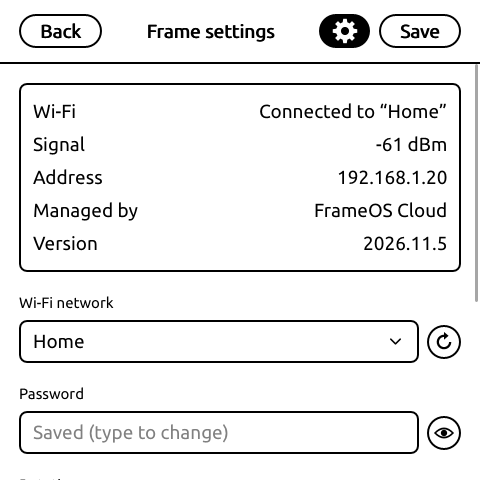 Back Frame settings Save
Wi-Fi Connected to “Home”
Signal -61 dBm
Address 192.168.1.20
Managed by FrameOS Cloud
Version 2026.11.5
Wi-Fi network
Home
Password
Saved (type to change)